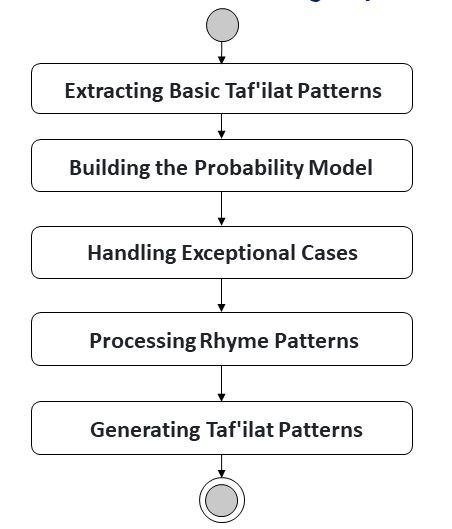 Extracting Basic Taf'ilat Patterns
Building the Probability Model
Handling Exceptional Cases
Processing Rhyme Patterns
Generating Taf'ilat Patterns